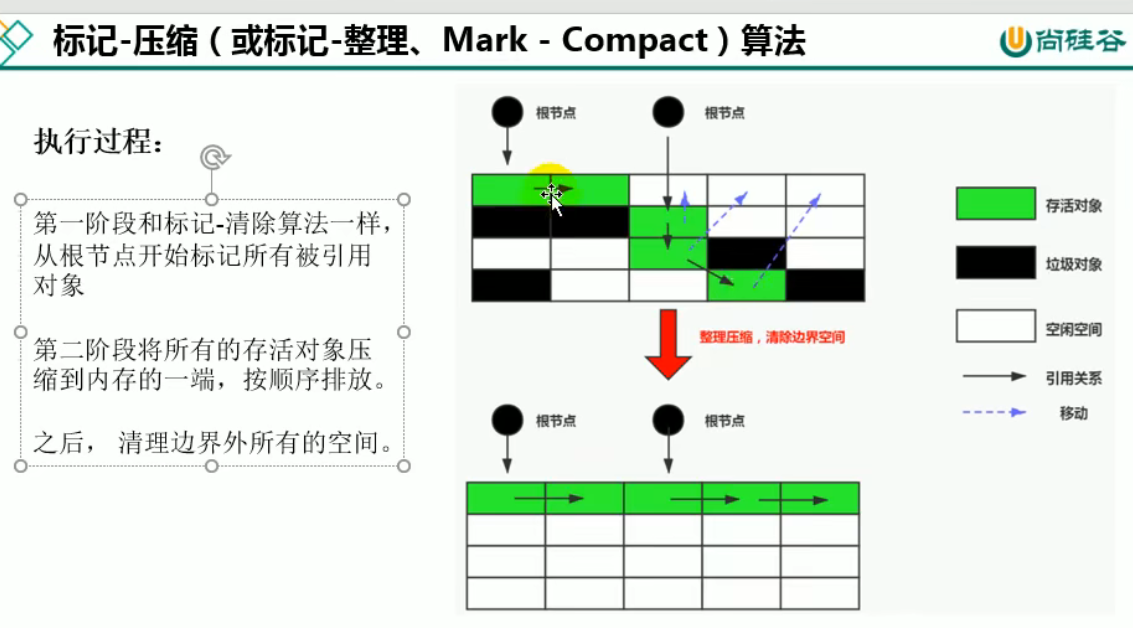 标记-压缩（或标记-整理、Mark - Compact）算法
尚硅谷
执行过程：
第一阶段和标记-清除算法一样，
从根节点开始标记所有被引用
对象
第二阶段将所有的存活对象压
缩到内存的一端，按顺序排放。
之后， 清理边界外所有的空间。
根节点
根节点
存活对象
垃圾对象
空闲空间
引用关系
移动
整理压缩，清除边界空间
根节点
根节点